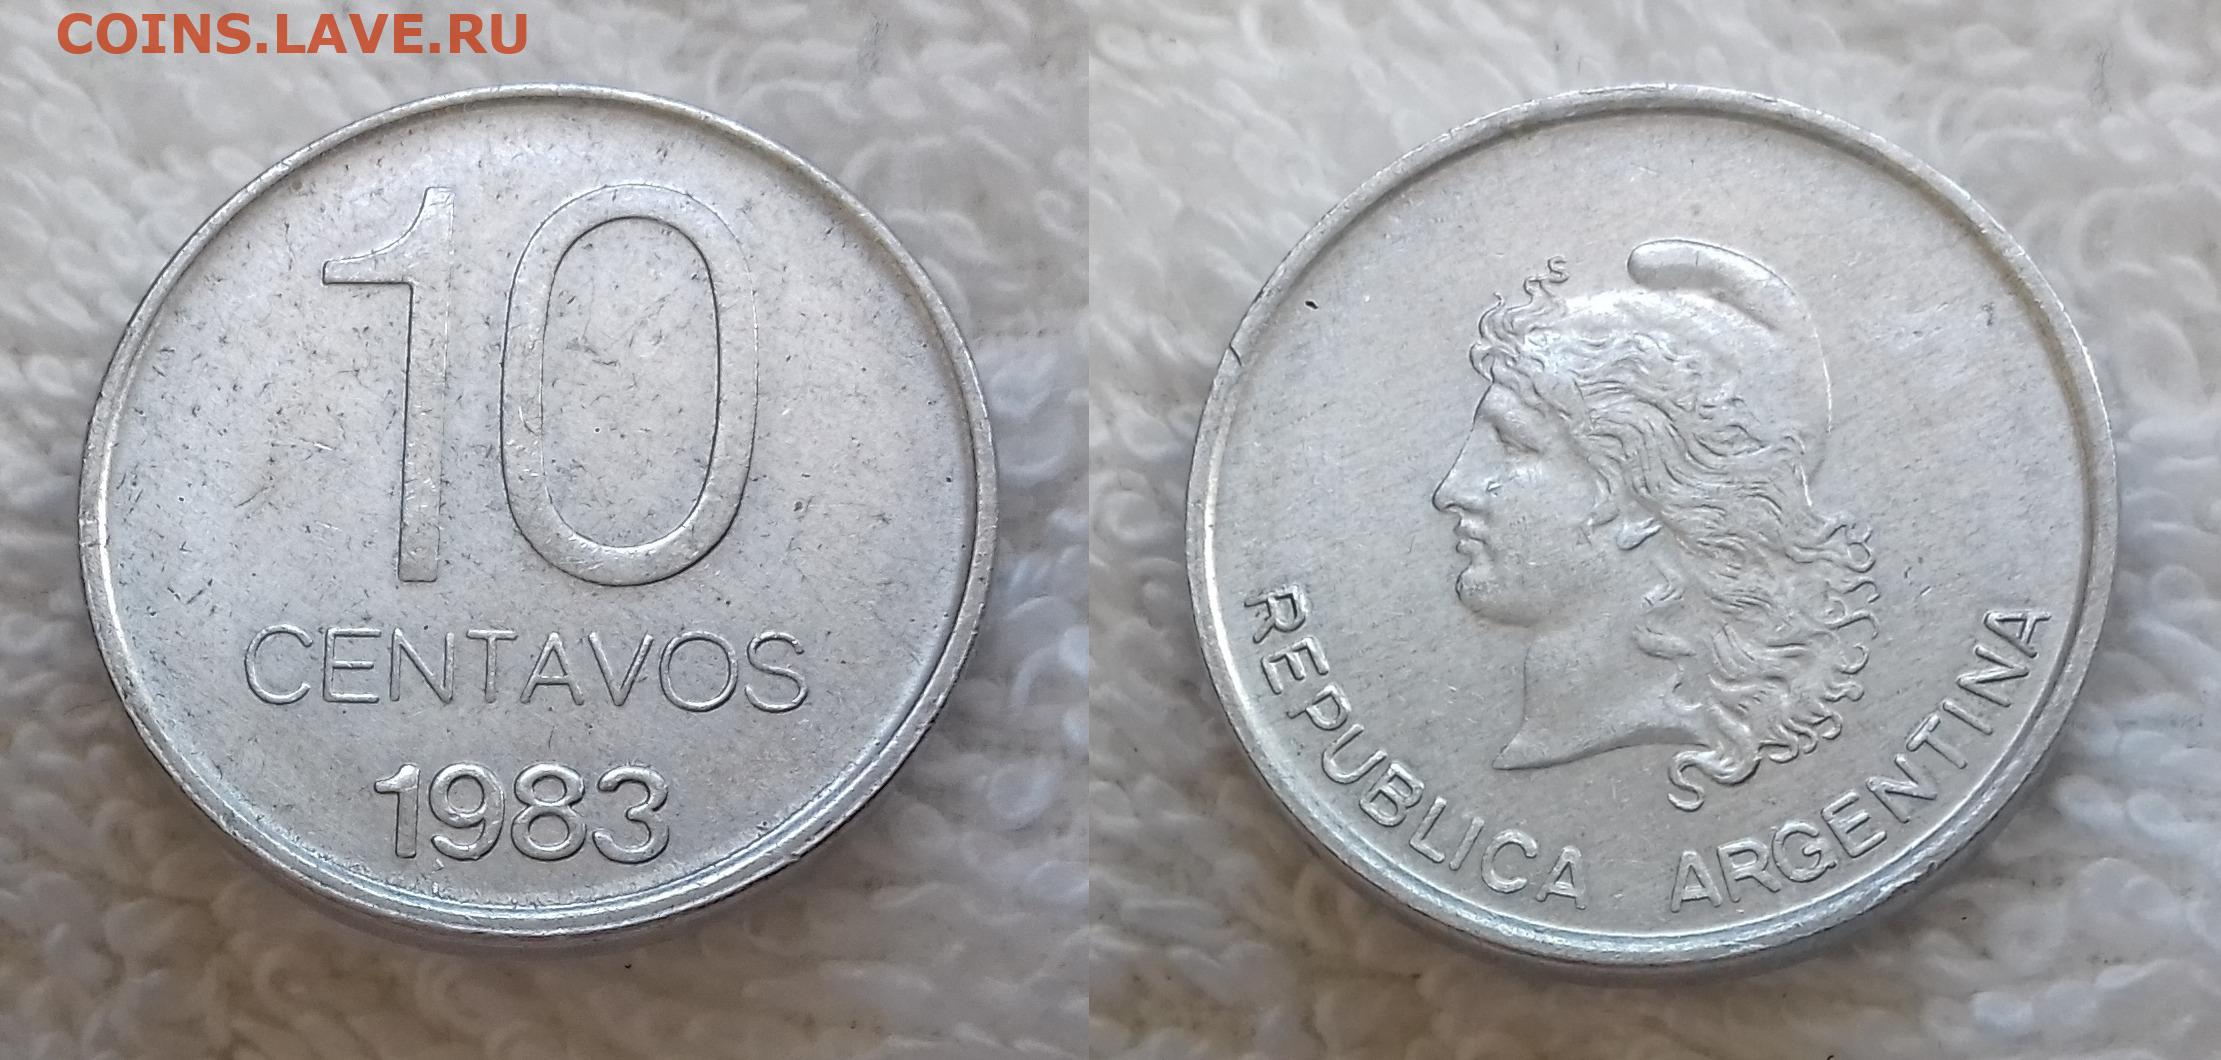 COINS.LAVE.RU
10
CENTAVOS
1983
S
REPUBLICA ARGENTINA